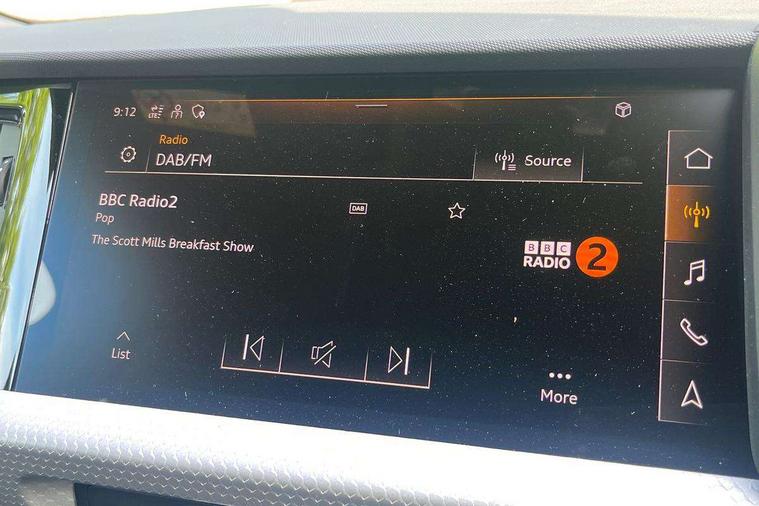 9:12
LTE
Radio
DAB/FM
Source
BBC Radio2
DAB
Pop
The Scott Mills Breakfast Show
BBC
RADIO 2
List
More